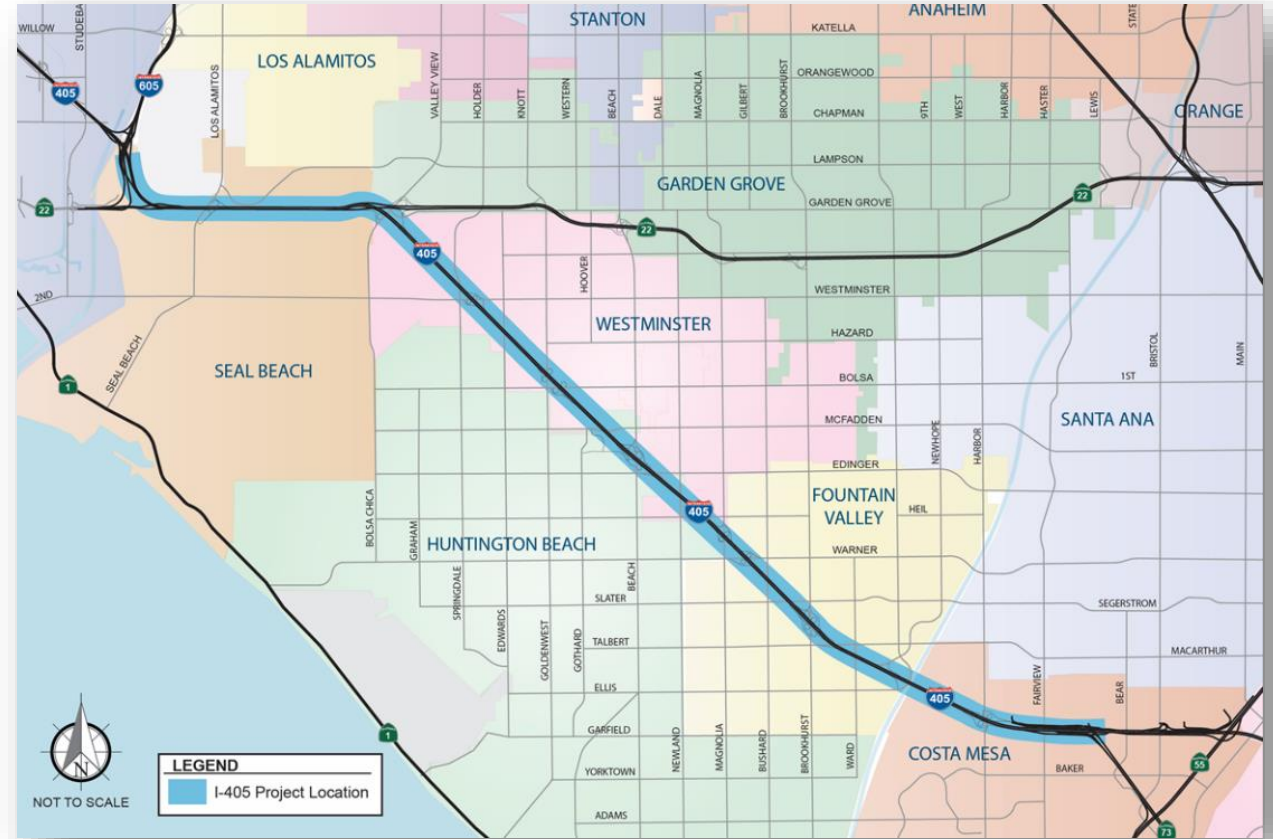 WILLOW
STUDEBA
STANTON
ANAHEIM
STATE
KATELLA
LOS ALAMITOS
405
605
LOS ALAMITOS
VALLEY VIEW
HOLDER
KNOTT
WESTERN
BEACH
DALE
MAGNOLIA
GILBERT
BROOKHURST
ORANGEWOOD
CHAPMAN
9TH
WEST
HARBOR
HASTER
LEWIS
ORANGE
LAMPSON
GARDEN GROVE
GARDEN GROVE
22
22
22
405
HOOVER
WESTMINSTER
2ND
WESTMINSTER
HAZARD
SEAL BEACH
SEAL BEACH
1
BOLSA
1ST
BRISTOL
MAIN
MCFADDEN
SANTA ANA
NEWHOPE
HARBOR
EDINGER
FOUNTAIN
VALLEY
HEIL
405
BOLSA CHICA
GRAHAM
HUNTINGTON BEACH
WARNER
SPRINGDALE
EDWARDS
GOLDENWEST
GOTHARD
BEACH
SLATER
SEGERSTROM
TALBERT
MACARTHUR
ELLIS
405
FAIRVIEW
BEAR
1
GARFIELD
NEWLAND
MAGNOLIA
BUSHARD
BROOKHURST
WARD
COSTA MESA
BAKER
55
YORKTOWN
ADAMS
73
N
NOT TO SCALE
LEGEND
I-405 Project Location